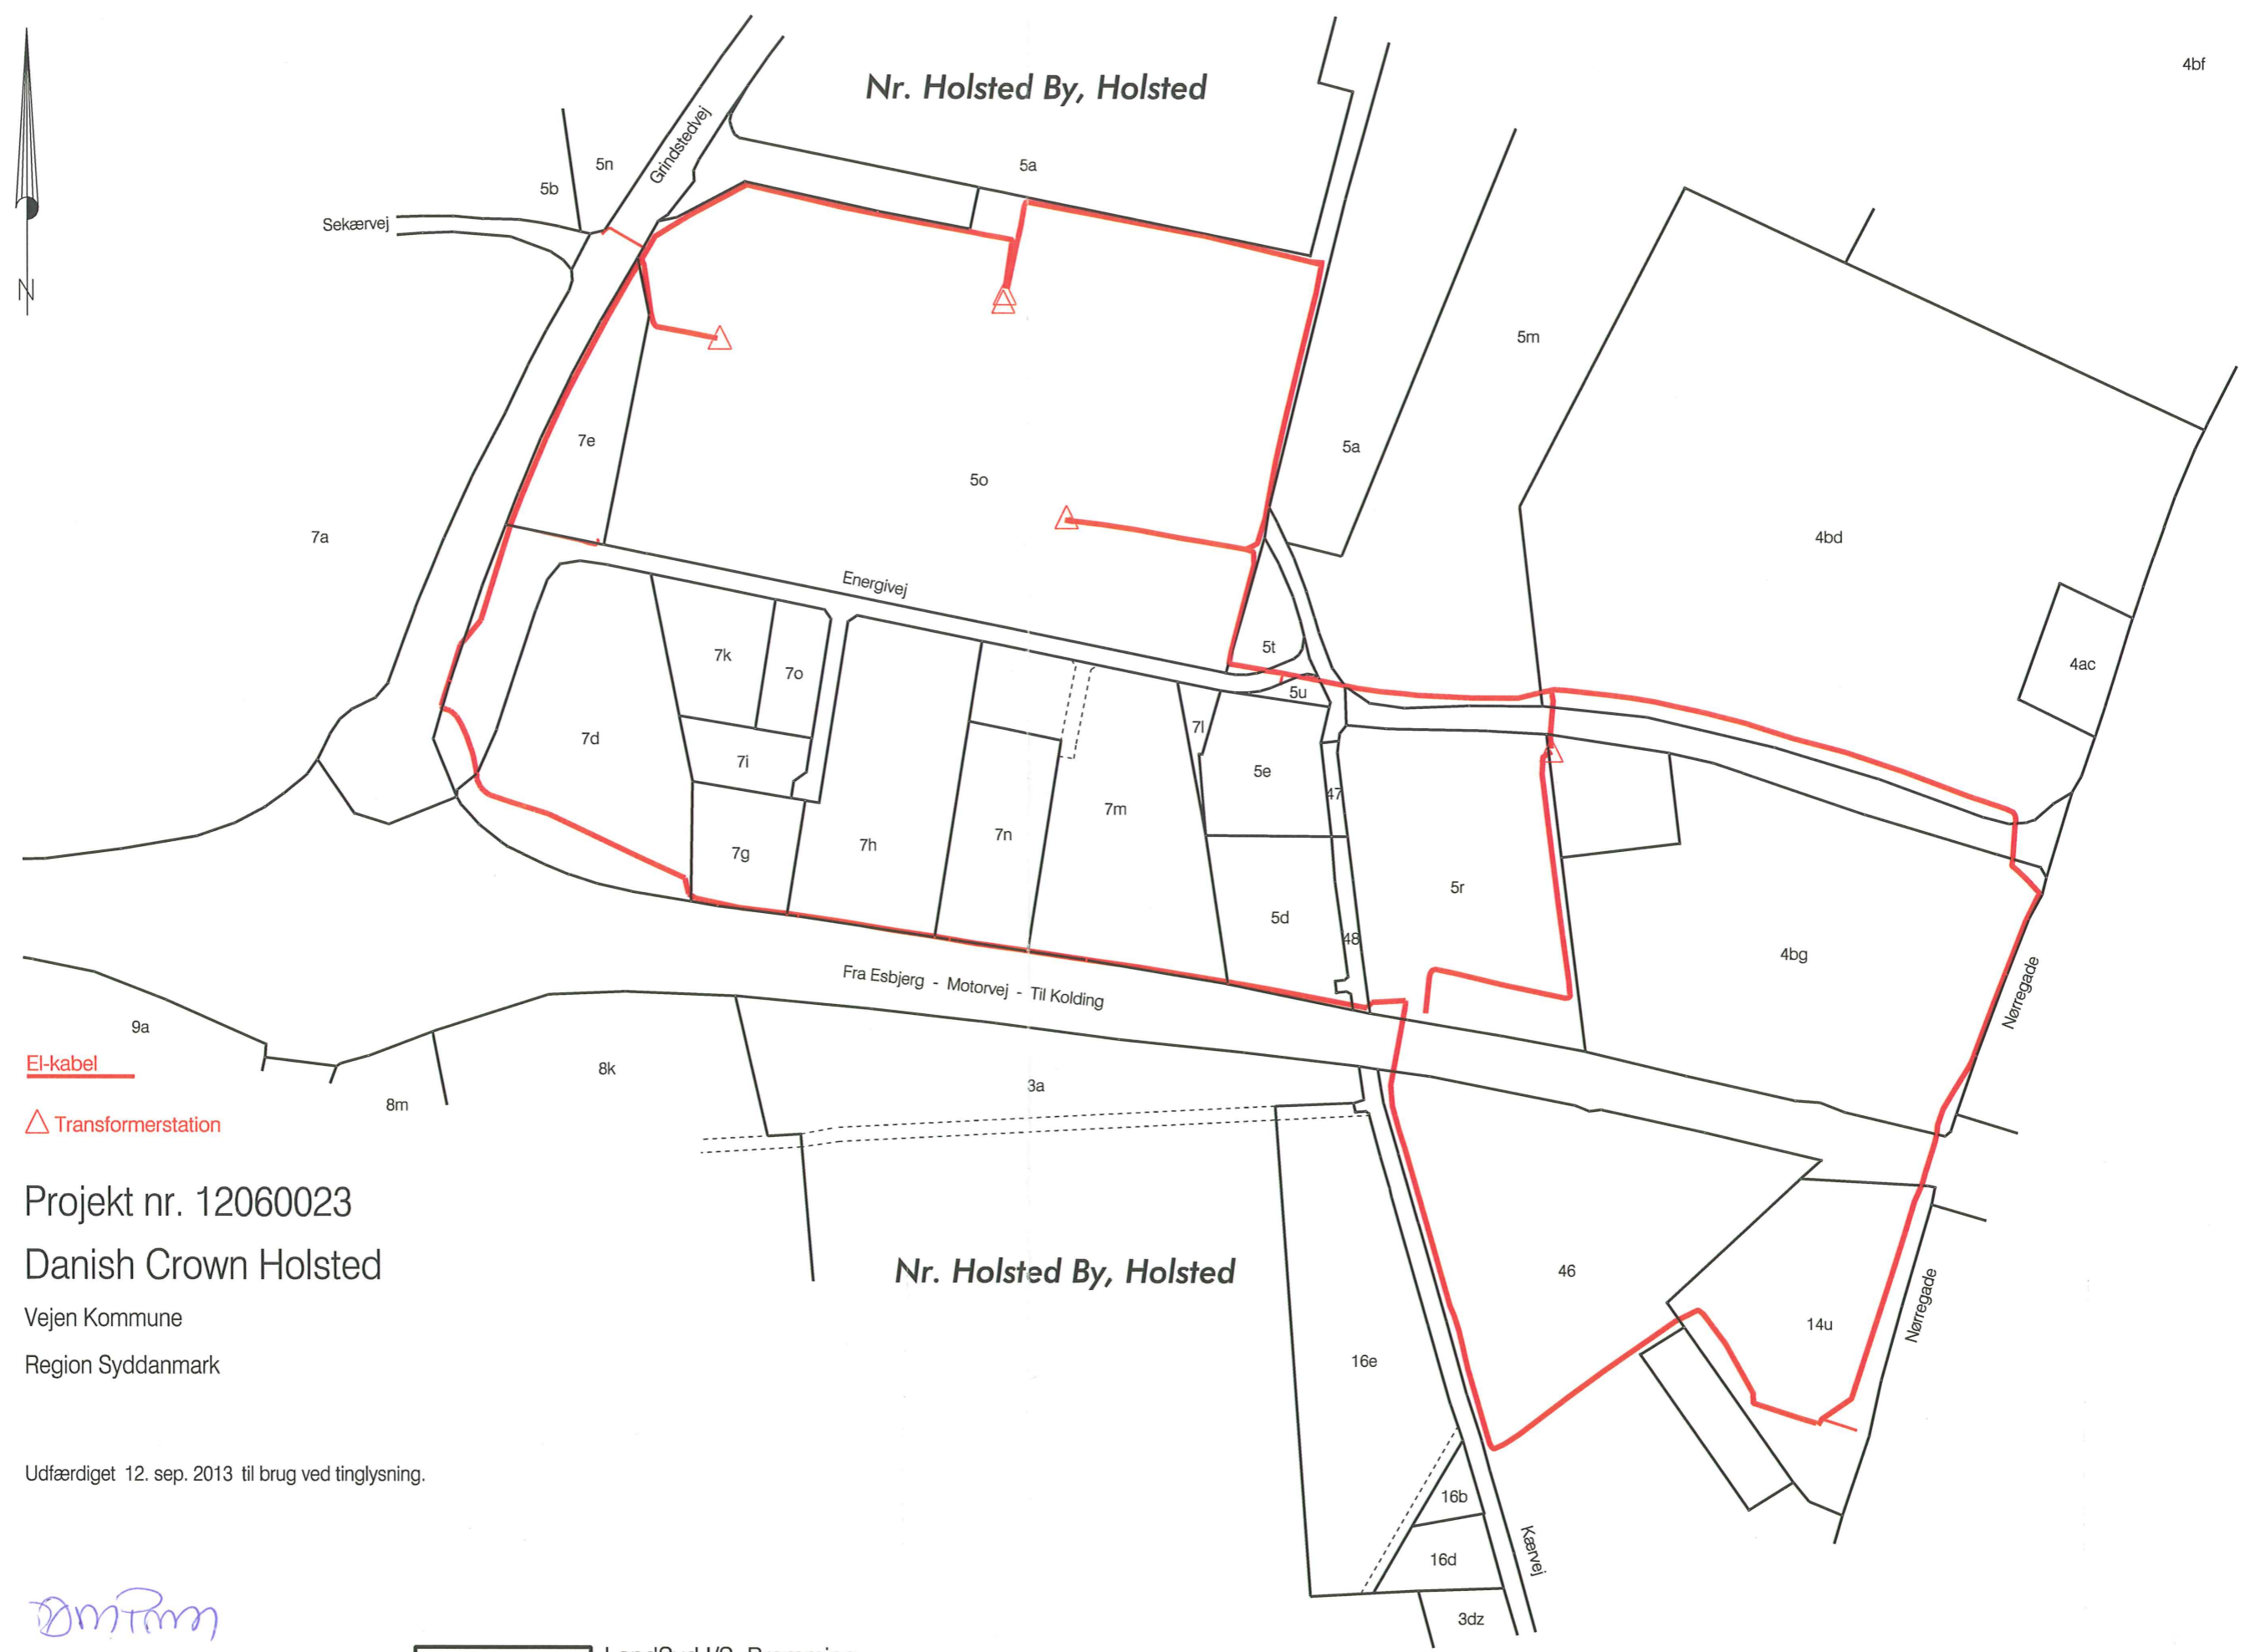 Nr. Holsted By, Holsted
4bf
Grindstedvej
5n
5a
5b
Sekærvej
N
5m
7e
5a
5o
7a
4bd
Energivej
5t
7k
7o
4ac
5u
7l
7d
7i
5e
47
7m
7n
7h
7g
5r
5d
48
4bg
Fra Esbjerg - Motorvej - Til Kolding
Nørregade
9a
El-kabel
8k
3a
8m
Transformerstation
Projekt nr. 12060023
Danish Crown Holsted
Nr. Holsted By, Holsted
46
Vejen Kommune
14u
Nørregade
Region Syddanmark
16e
Udfærdiget 12. sep. 2013 til brug ved tinglysning.
16b
Kærvej
16d
3dz